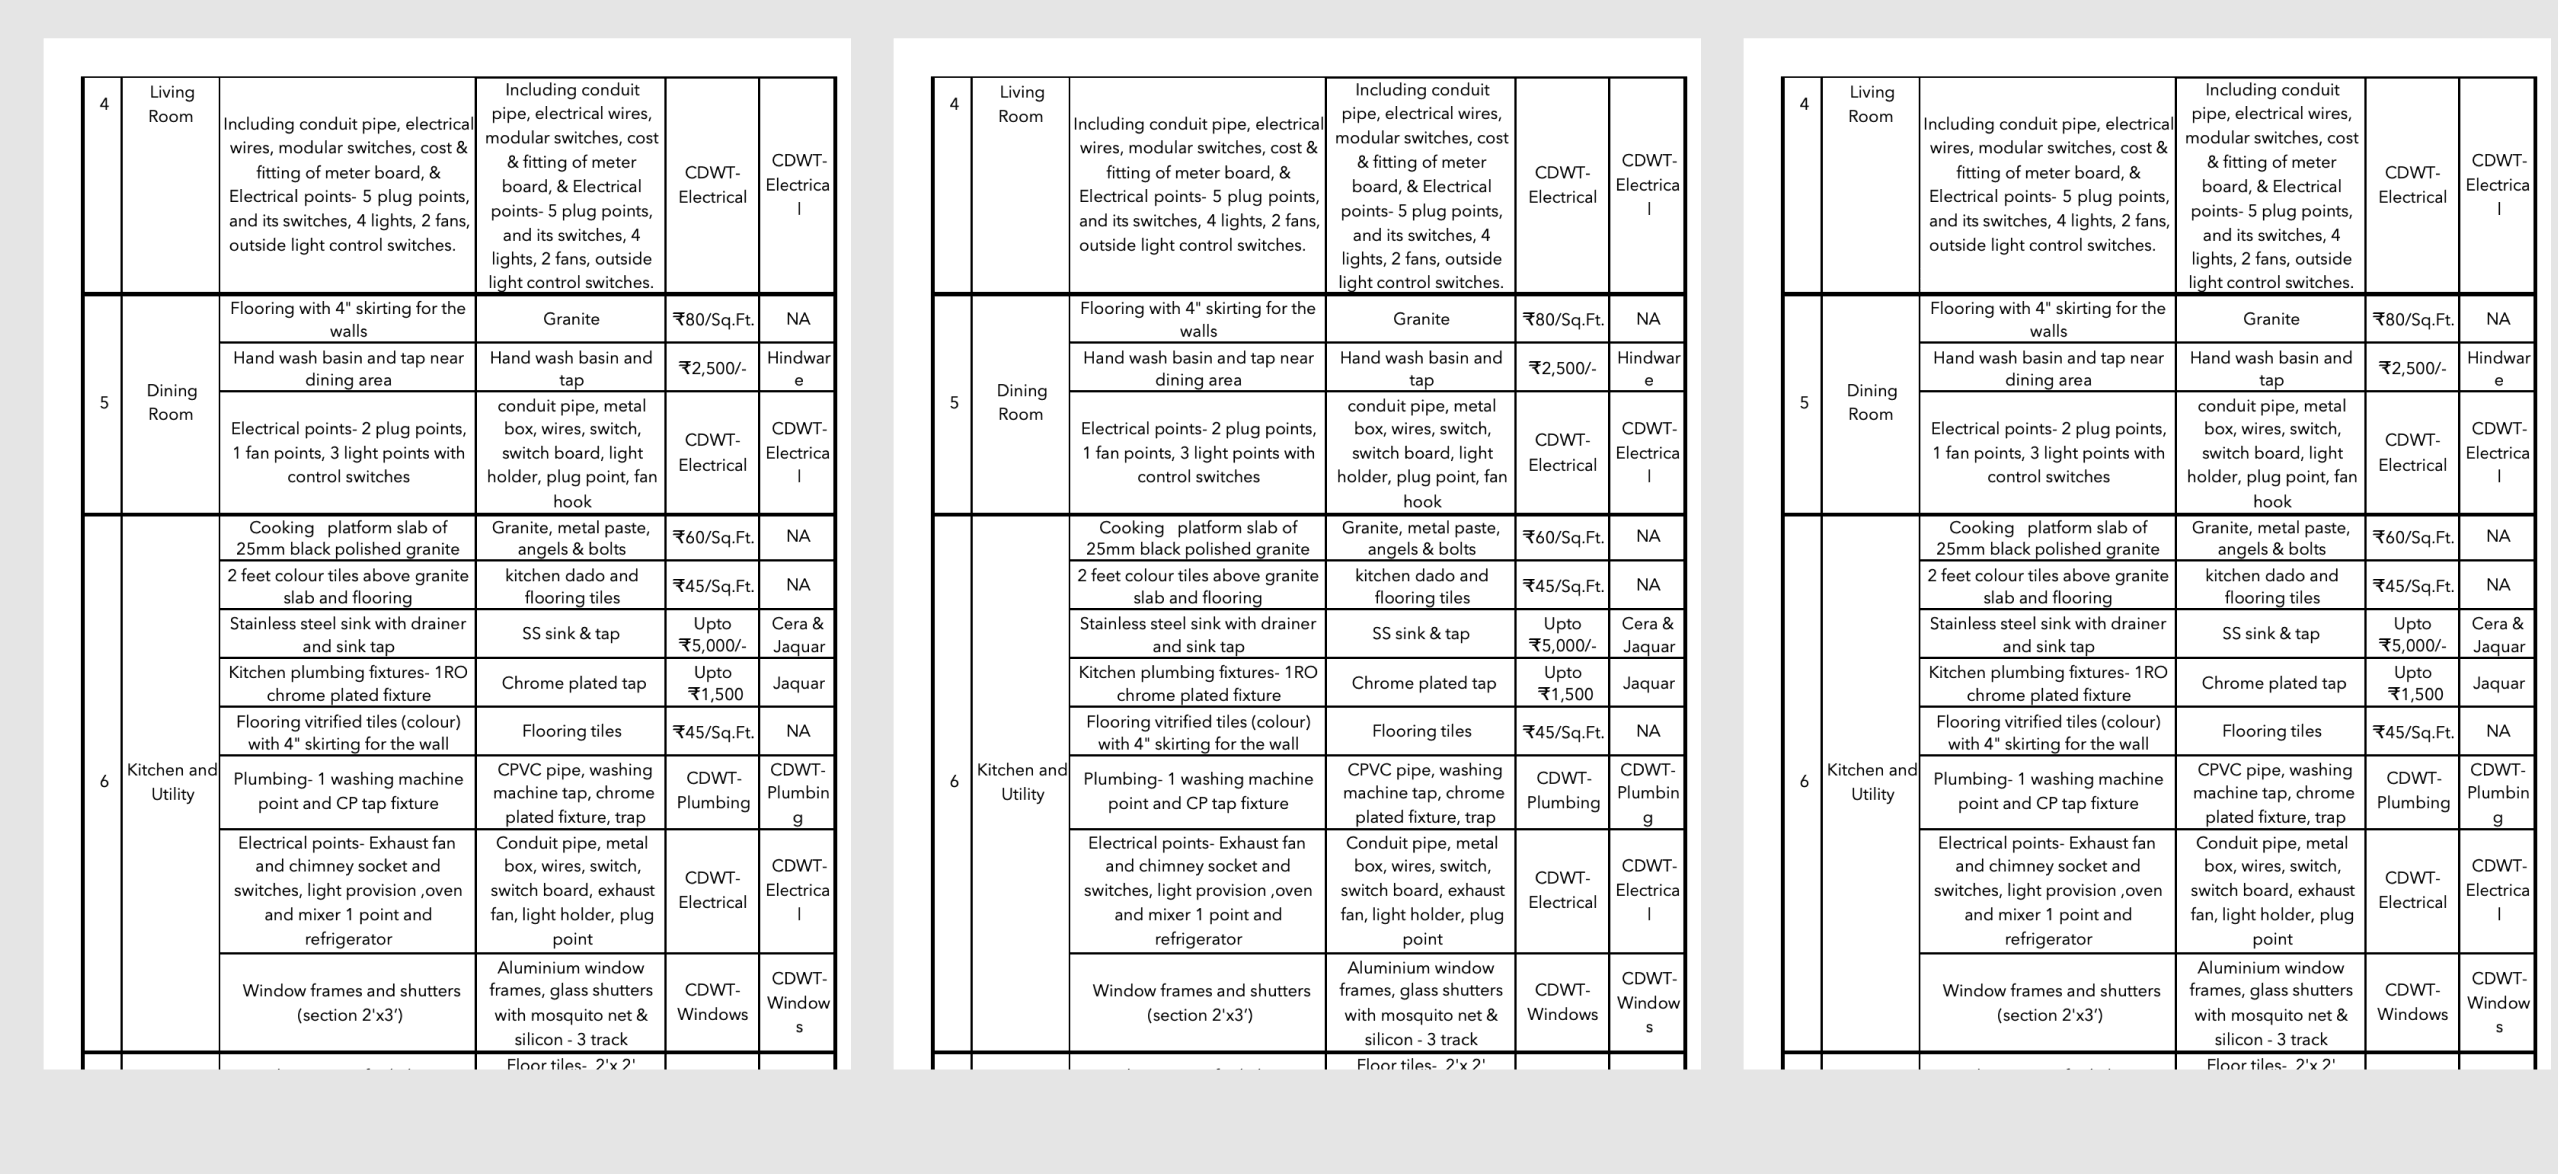 4
Living
Room
Including conduit pipe, electrical
wires, modular switches, cost &
fitting of meter board, &
Electrical points- 5 plug points,
and its switches, 4 lights, 2 fans,
outside light control switches.
Including conduit
pipe, electrical wires,
modular switches, cost
& fitting of meter
board, & Electrical
points- 5 plug points,
and its switches, 4
lights, 2 fans, outside
light control switches.
CDWT-
Electrical
CDWT-
Electrica
l
5
Dining
Room
Flooring with 4" skirting for the
walls
Granite
₹80/Sq.Ft.
NA
Hand wash basin and tap near
dining area
Hand wash basin and
tap
₹2,500/-
Hindwar
e
Electrical points- 2 plug points,
1 fan points, 3 light points with
control switches
conduit pipe, metal
box, wires, switch,
switch board, light
holder, plug point, fan
hook
CDWT-
Electrical
CDWT-
Electrica
l
6
Kitchen and
Utility
Cooking platform slab of
25mm black polished granite
Granite, metal paste,
angels & bolts
₹60/Sq.Ft.
NA
2 feet colour tiles above granite
slab and flooring
kitchen dado and
flooring tiles
₹45/Sq.Ft.
NA
Stainless steel sink with drainer
and sink tap
SS sink & tap
Upto
₹5,000/-
Cera &
Jaquar
Kitchen plumbing fixtures- 1RO
chrome plated fixture
Chrome plated tap
Upto
₹1,500
Jaquar
Flooring vitrified tiles (colour)
with 4" skirting for the wall
Flooring tiles
₹45/Sq.Ft.
NA
Plumbing- 1 washing machine
point and CP tap fixture
CPVC pipe, washing
machine tap, chrome
plated fixture, trap
CDWT-
Plumbing
CDWT-
Plumbin
g
Electrical points- Exhaust fan
and chimney socket and
switches, light provision ,oven
and mixer 1 point and
refrigerator
Conduit pipe, metal
box, wires, switch,
switch board, exhaust
fan, light holder, plug
point
CDWT-
Electrical
CDWT-
Electrica
l
Window frames and shutters
(section 2'x3’)
Aluminium window
frames, glass shutters
with mosquito net &
silicon - 3 track
CDWT-
Windows
CDWT-
Window
s
Floor tiles- 2'x 2'
4
Living
Room
Including conduit pipe, electrical
wires, modular switches, cost &
fitting of meter board, &
Electrical points- 5 plug points,
and its switches, 4 lights, 2 fans,
outside light control switches.
Including conduit
pipe, electrical wires,
modular switches, cost
& fitting of meter
board, & Electrical
points- 5 plug points,
and its switches, 4
lights, 2 fans, outside
light control switches.
CDWT-
Electrical
CDWT-
Electrica
l
5
Dining
Room
Flooring with 4" skirting for the
walls
Granite
₹80/Sq.Ft.
NA
Hand wash basin and tap near
dining area
Hand wash basin and
tap
₹2,500/-
Hindwar
e
Electrical points- 2 plug points,
1 fan points, 3 light points with
control switches
conduit pipe, metal
box, wires, switch,
switch board, light
holder, plug point, fan
hook
CDWT-
Electrical
CDWT-
Electrica
l
6
Kitchen and
Utility
Cooking platform slab of
25mm black polished granite
Granite, metal paste,
angels & bolts
₹60/Sq.Ft.
NA
2 feet colour tiles above granite
slab and flooring
kitchen dado and
flooring tiles
₹45/Sq.Ft.
NA
Stainless steel sink with drainer
and sink tap
SS sink & tap
Upto
₹5,000/-
Cera &
Jaquar
Kitchen plumbing fixtures- 1RO
chrome plated fixture
Chrome plated tap
Upto
₹1,500
Jaquar
Flooring vitrified tiles (colour)
with 4" skirting for the wall
Flooring tiles
₹45/Sq.Ft.
NA
Plumbing- 1 washing machine
point and CP tap fixture
CPVC pipe, washing
machine tap, chrome
plated fixture, trap
CDWT-
Plumbing
CDWT-
Plumbin
g
Electrical points- Exhaust fan
and chimney socket and
switches, light provision ,oven
and mixer 1 point and
refrigerator
Conduit pipe, metal
box, wires, switch,
switch board, exhaust
fan, light holder, plug
point
CDWT-
Electrical
CDWT-
Electrica
l
Window frames and shutters
(section 2'x3’)
Aluminium window
frames, glass shutters
with mosquito net &
silicon - 3 track
CDWT-
Windows
CDWT-
Window
s
Floor tiles- 2'x 2'
4
Living
Room
Including conduit pipe, electrical
wires, modular switches, cost &
fitting of meter board, &
Electrical points- 5 plug points,
and its switches, 4 lights, 2 fans,
outside light control switches.
Including conduit
pipe, electrical wires,
modular switches, cost
& fitting of meter
board, & Electrical
points- 5 plug points,
and its switches, 4
lights, 2 fans, outside
light control switches.
CDWT-
Electrical
CDWT-
Electrica
l
5
Dining
Room
Flooring with 4" skirting for the
walls
Granite
₹80/Sq.Ft.
NA
Hand wash basin and tap near
dining area
Hand wash basin and
tap
₹2,500/-
Hindwar
e
Electrical points- 2 plug points,
1 fan points, 3 light points with
control switches
conduit pipe, metal
box, wires, switch,
switch board, light
holder, plug point, fan
hook
CDWT-
Electrical
CDWT-
Electrica
l
6
Kitchen and
Utility
Cooking platform slab of
25mm black polished granite
Granite, metal paste,
angels & bolts
₹60/Sq.Ft.
NA
2 feet colour tiles above granite
slab and flooring
kitchen dado and
flooring tiles
₹45/Sq.Ft.
NA
Stainless steel sink with drainer
and sink tap
SS sink & tap
Upto
₹5,000/-
Cera &
Jaquar
Kitchen plumbing fixtures- 1RO
chrome plated fixture
Chrome plated tap
Upto
₹1,500
Jaquar
Flooring vitrified tiles (colour)
with 4" skirting for the wall
Flooring tiles
₹45/Sq.Ft.
NA
Plumbing- 1 washing machine
point and CP tap fixture
CPVC pipe, washing
machine tap, chrome
plated fixture, trap
CDWT-
Plumbing
CDWT-
Plumbin
g
Electrical points- Exhaust fan
and chimney socket and
switches, light provision ,oven
and mixer 1 point and
refrigerator
Conduit pipe, metal
box, wires, switch,
switch board, exhaust
fan, light holder, plug
point
CDWT-
Electrical
CDWT-
Electrica
l
Window frames and shutters
(section 2'x3’)
Aluminium window
frames, glass shutters
with mosquito net &
silicon - 3 track
CDWT-
Windows
CDWT-
Window
s
Floor tiles- 2'x 2'